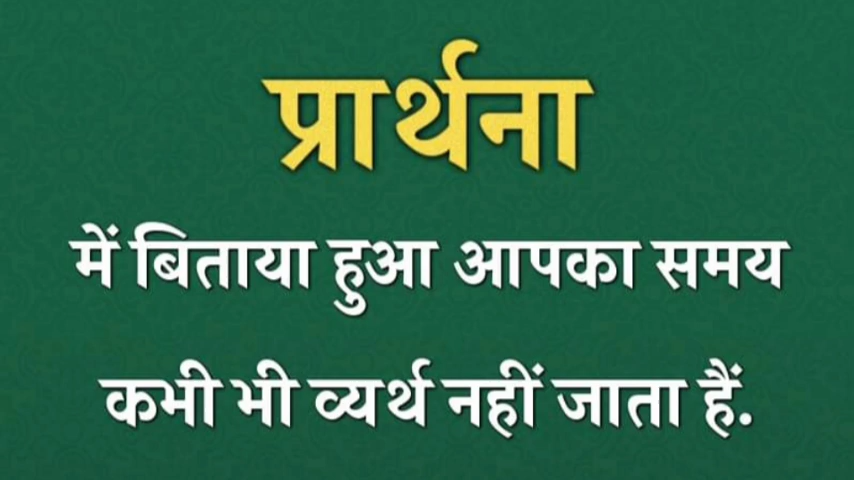 प्रार्थना
में बिताया हुआ आपका समय
कभी भी व्यर्थ नहीं जाता हैं.